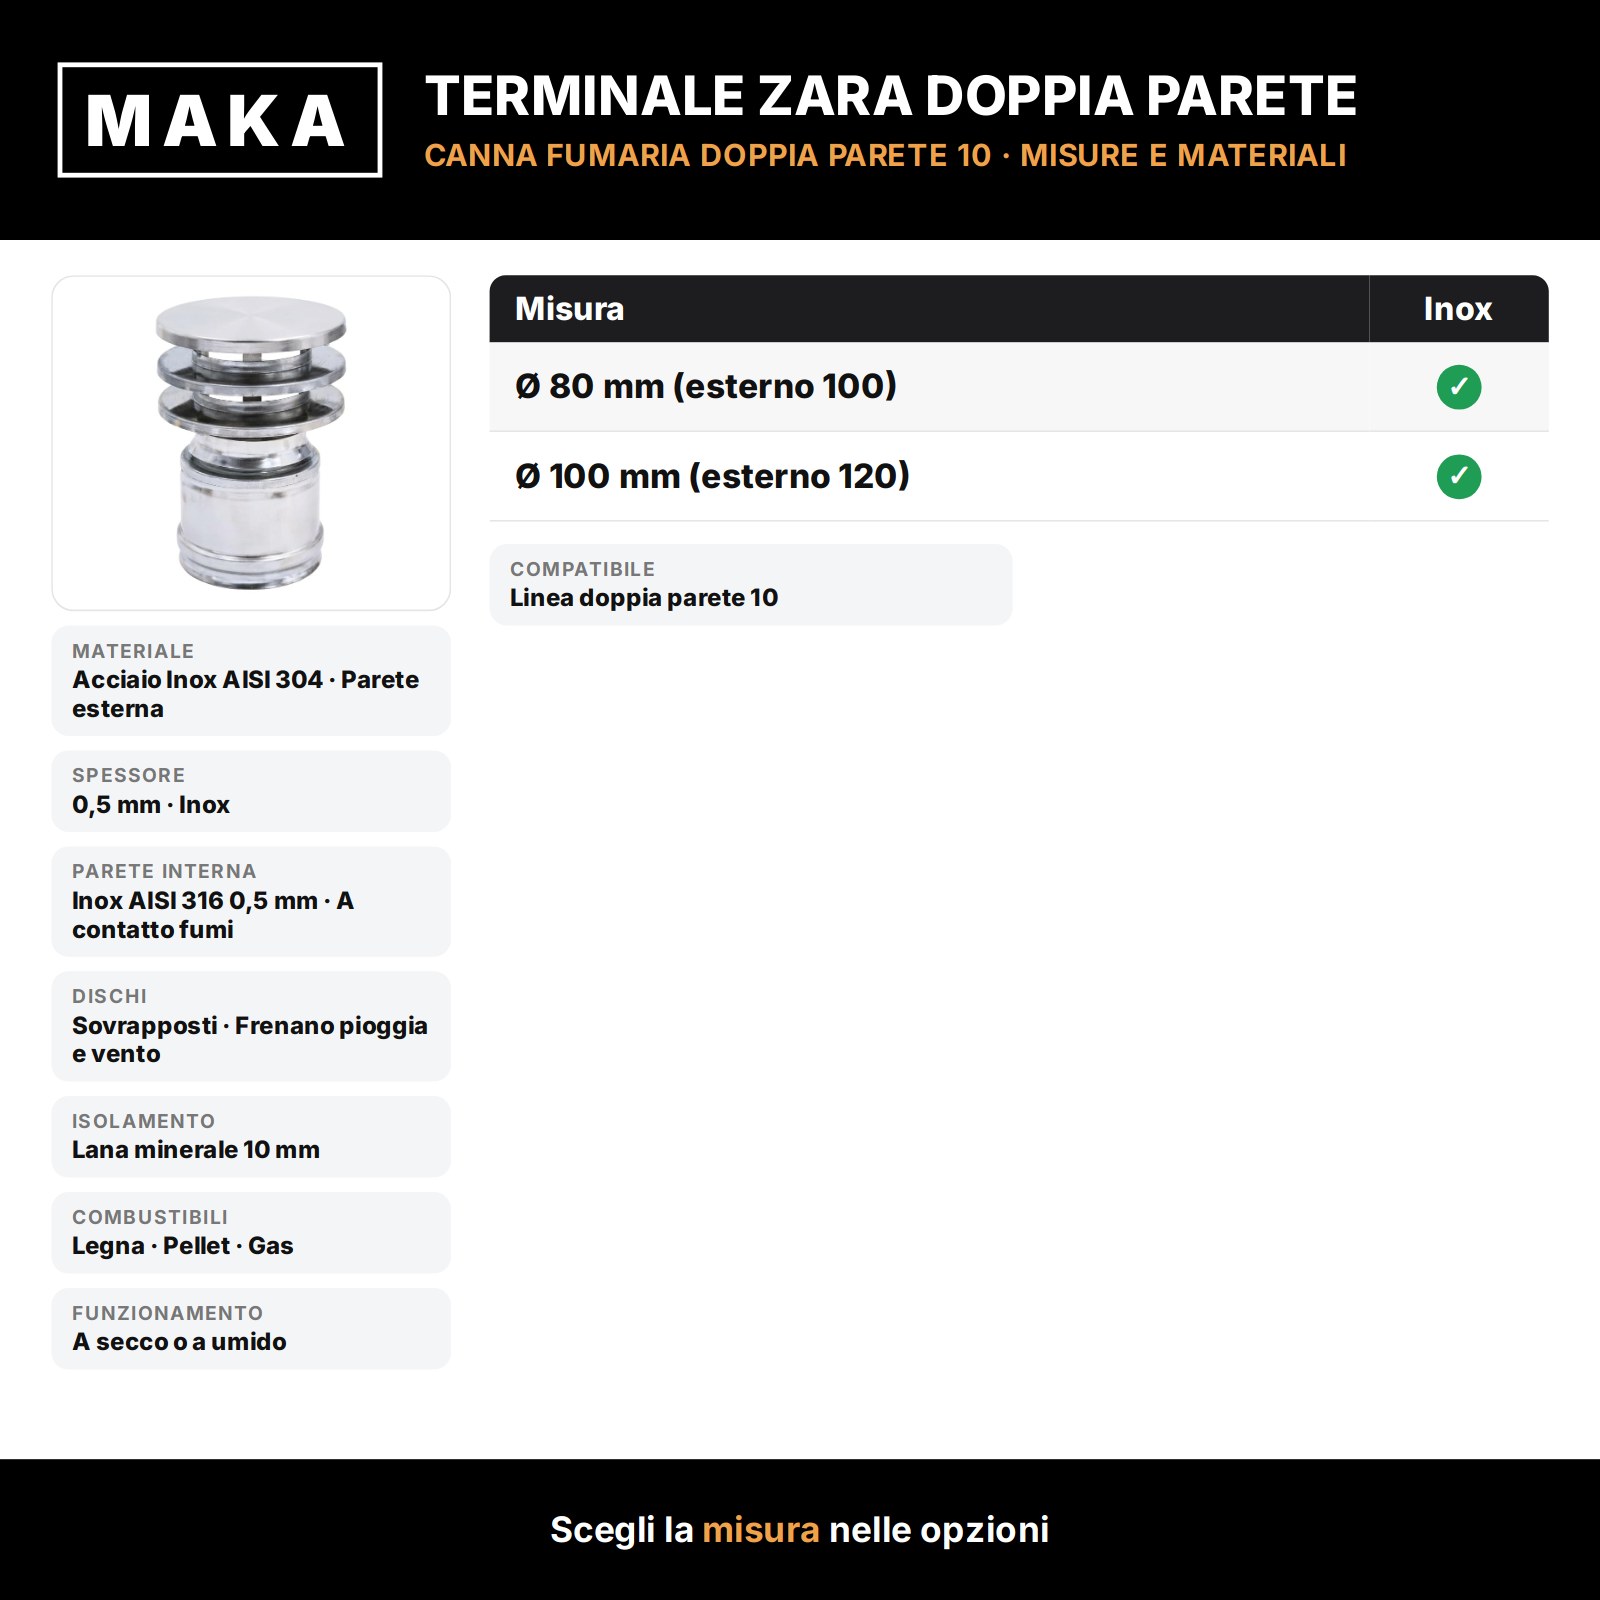 MAKA
TERMINALE ZARA DOPPIA PARETE
CANNA FUMARIA DOPPIA PARETE 10 · MISURE E MATERIALI
Misura Inox
Ø 80 mm (esterno 100) ✓
Ø 100 mm (esterno 120) ✓
COMPATIBILE
Linea doppia parete 10
MATERIALE
Acciaio Inox AISI 304 · Parete
esterna
SPESSORE
0,5 mm · Inox
PARETE INTERNA
Inox AISI 316 0,5 mm · A
contatto fumi
DISCHI
Sovrapposti · Frenano pioggia
e vento
ISOLAMENTO
Lana minerale 10 mm
COMBUSTIBILI
Legna · Pellet · Gas
FUNZIONAMENTO
A secco o a umido
Scegli la misura nelle opzioni